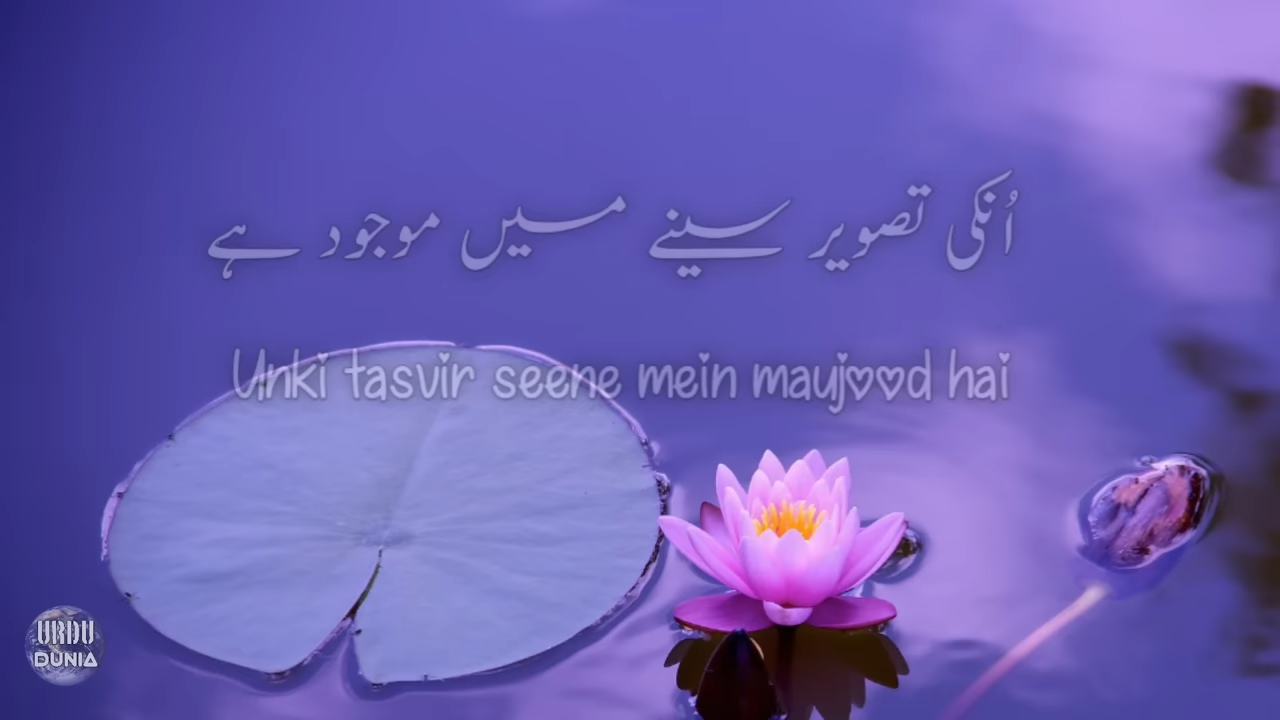 اُنکی تصویر سینے میں موجود ہے
Unki tasvir seene mein maujood hai
URDU
DUNIA